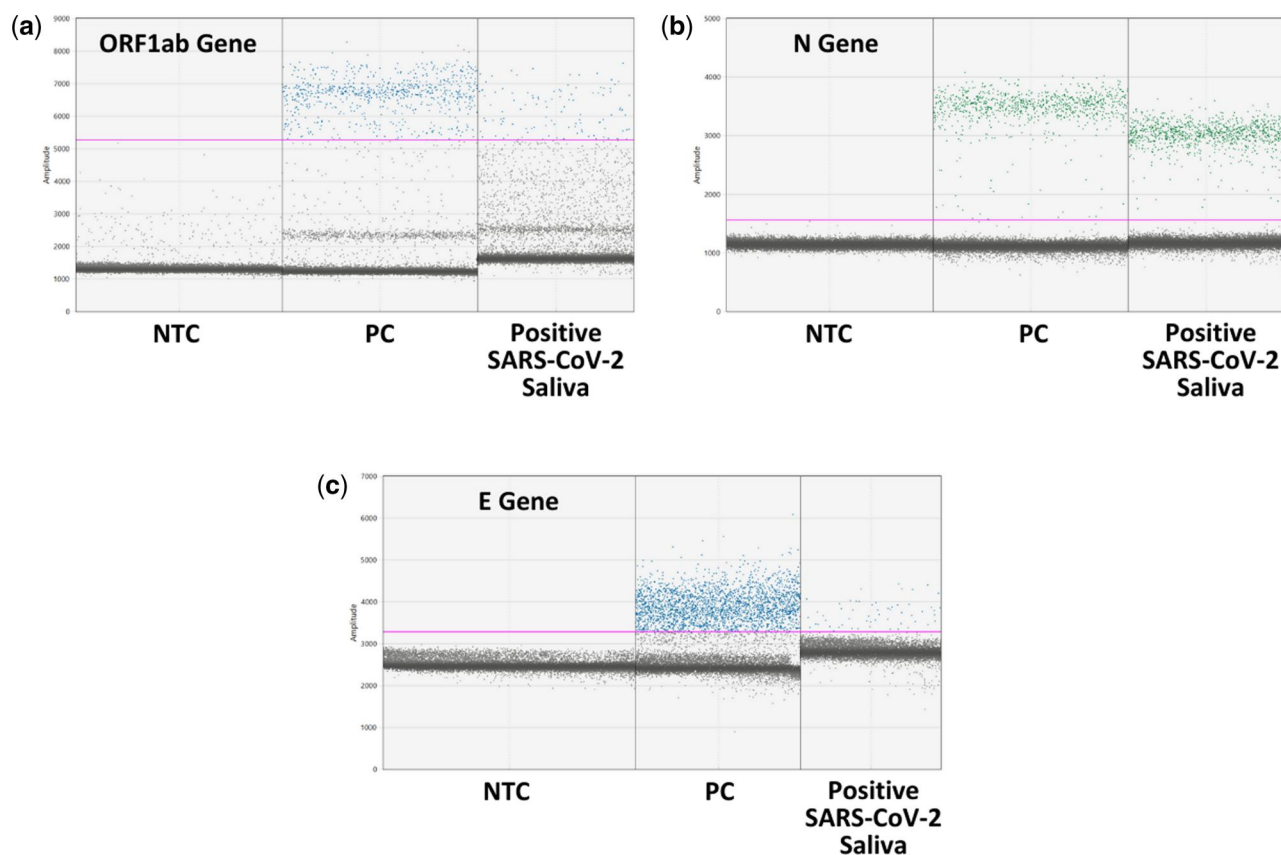 (a)
ORF1ab Gene
9000
8000
7000
6000
5000
4000
3000
2000
1000
0
Amplitude
NTC
PC
Positive
SARS-CoV-2
Saliva
(b)
N Gene
5000
4000
3000
2000
1000
0
Amplitude
NTC
PC
Positive
SARS-CoV-2
Saliva
(c)
E Gene
7000
6000
5000
4000
3000
2000
1000
0
Amplitude
NTC
PC
Positive
SARS-CoV-2
Saliva